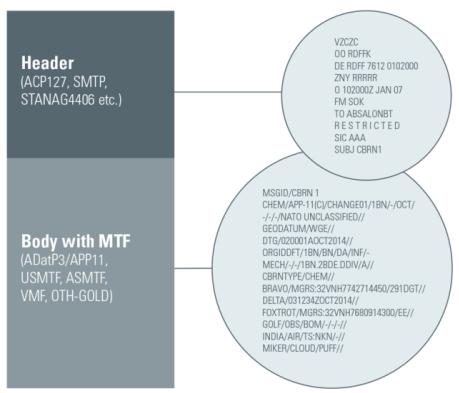 Header
(ACP127, SMTP,
STANAG4406 etc.)
VZCZC
OO RDFFK
DE RDFF 7612 0102000
ZNY RRRRR
O 102000Z JAN 07
FM SOK
TO ABSALONBT
R E S T R I C T E D
SIC AAA
SUBJ CBRN1
Body with MTF
(ADatP3/APP11,
USMTF, ASMTF,
VMF, OTH-GOLD)
MSGID/CBRN 1
CHEM/APP-11(C)/CHANGE01/1BN/-/OCT/
-/-/-/NATO UNCLASSIFIED//
GEODATUM/WGE//
DTG/020001AOCT2014//
ORGIDDFT/1BN/BN/DA/INF/-
MECH/-/-/1BN.2BDE.DDIV/A//
CBRNTYPE/CHEM//
BRAVO/MGRS:32VNH7742714450/291DGT//
DELTA/031234ZOCT2014//
FOXTROT/MGRS:32VNH7680914300/EE//
GOLF/OBS/BOM/-/-/-//
INDIA/AIR/TS:NKN/-//
MIKER/CLOUD/PUFF//